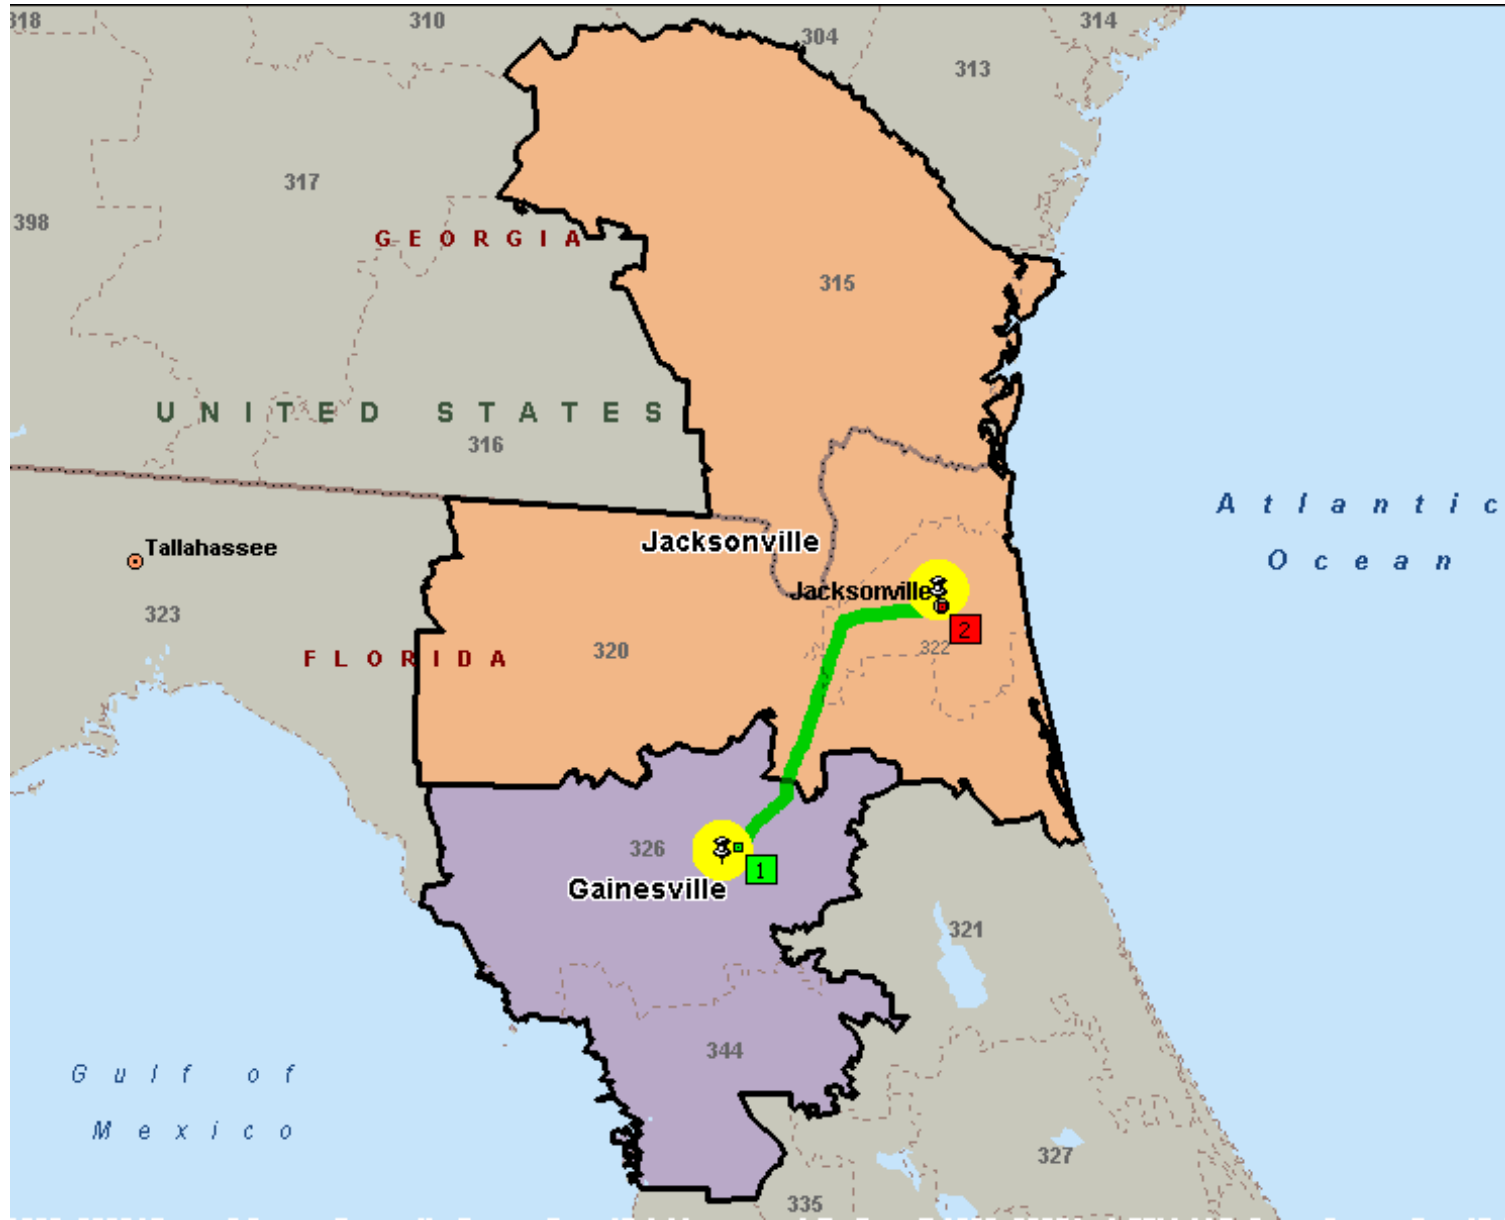 318
310
304
314
313
317
398
GEORGIA
315
UNITED STATES
316
Atlantic
Ocean
Jacksonville
Tallahassee
Jacksonville
323
2
320
322
FLORIDA
326
1
Gainesville
321
344
Gulf of
Mexico
327
335